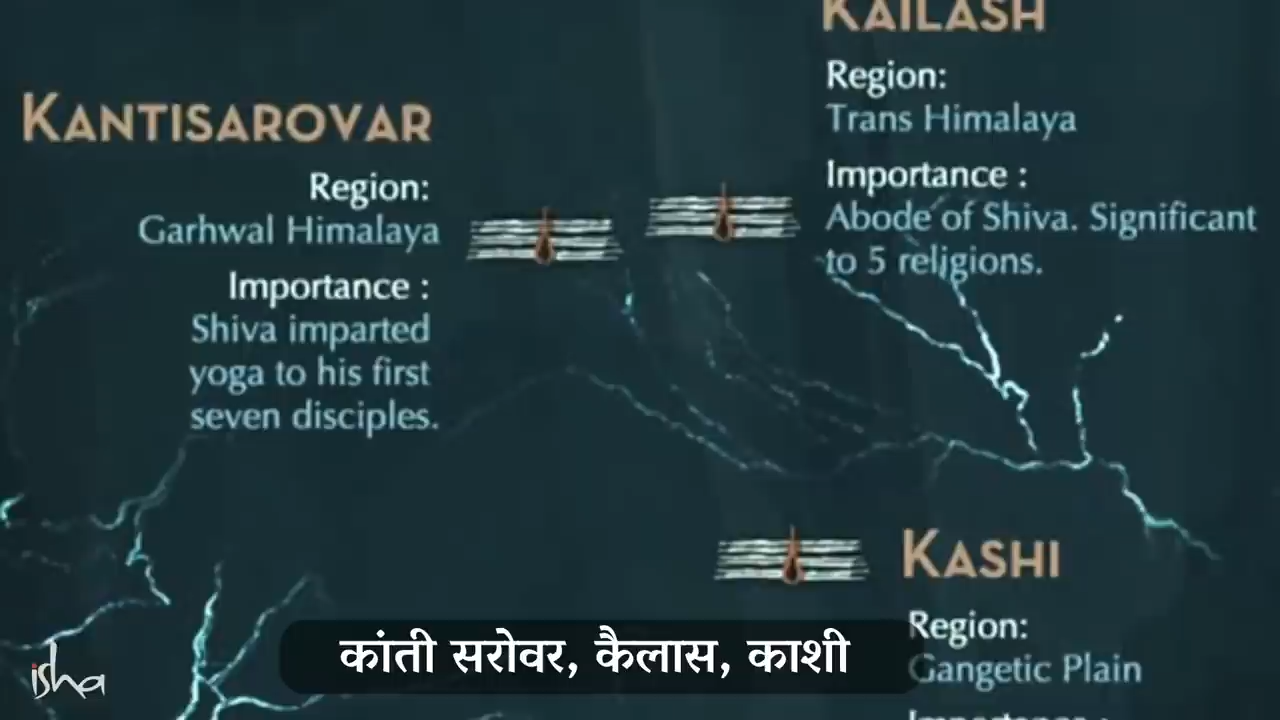 KAILASH
Region:
Trans Himalaya
Importance :
Abode of Shiva. Significant
to 5 religions.
KANTISAROVAR
Region:
Garhwal Himalaya
Importance :
Shiva imparted
yoga to his first
seven disciples.
KASHI
Region:
Gangetic Plain
कांती सरोवर, कैलास, काशी
isha